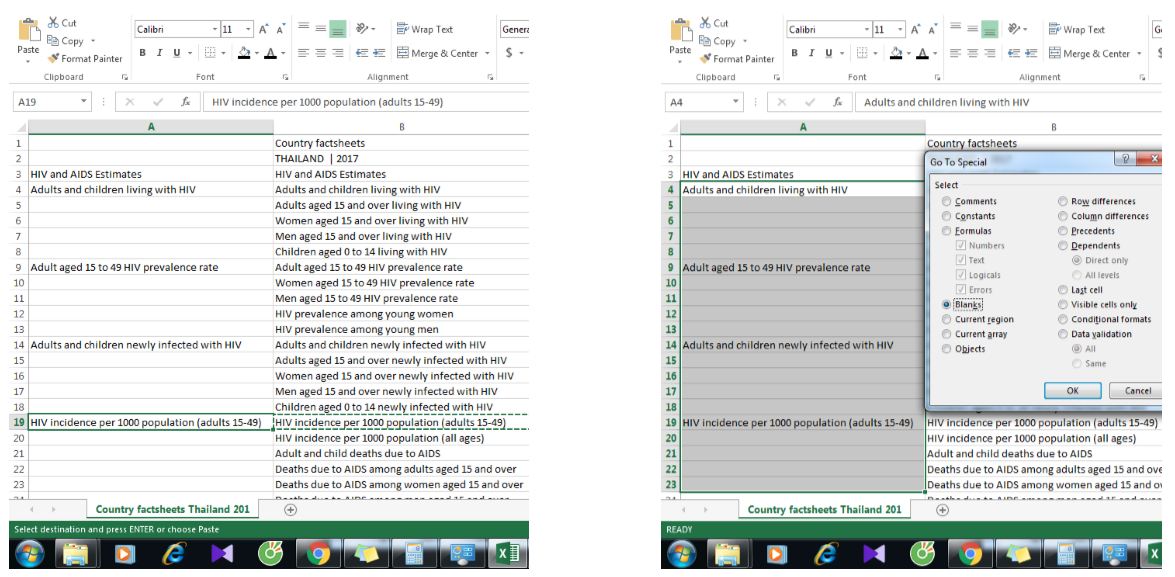 Cut
Calibri 11 A A Wrap Text Genera
Copy
Paste Format Painter B I U A Merge & Center $
Clipboard Font Alignment
A19 fx HIV incidence per 1000 population (adults 15-49)
A B
1 Country factsheets
2 THAILAND | 2017
3 HIV and AIDS Estimates HIV and AIDS Estimates
4 Adults and children living with HIV Adults and children living with HIV
5 Adults aged 15 and over living with HIV
6 Women aged 15 and over living with HIV
7 Men aged 15 and over living with HIV
8 Children aged 0 to 14 living with HIV
9 Adult aged 15 to 49 HIV prevalence rate Adult aged 15 to 49 HIV prevalence rate
10 Women aged 15 to 49 HIV prevalence rate
11 Men aged 15 to 49 HIV prevalence rate
12 HIV prevalence among young women
13 HIV prevalence among young men
14 Adults and children newly infected with HIV Adults and children newly infected with HIV
15 Adults aged 15 and over newly infected with HIV
16 Women aged 15 and over newly infected with HIV
17 Men aged 15 and over newly infected with HIV
18 Children aged 0 to 14 newly infected with HIV
19 HIV incidence per 1000 population (adults 15-49) HIV incidence per 1000 population (adults 15-49)
20 HIV incidence per 1000 population (all ages)
21 Adult and child deaths due to AIDS
22 Deaths due to AIDS among adults aged 15 and over
23 Deaths due to AIDS among women aged 15 and over
Country factsheets Thailand 201
Select destination and press ENTER or choose Paste
Cut
Calibri 11 A A Wrap Text G
Copy
Paste Format Painter B I U A Merge & Center $
Clipboard Font Alignment
A4 fx Adults and children living with HIV
A B
1 Country factsheets
2
3 HIV and AIDS Estimates
4 Adults and children living with HIV
5
6
7
8
9 Adult aged 15 to 49 HIV prevalence rate
10
11
12
13
14 Adults and children newly infected with HIV
15
16
17
18
19 HIV incidence per 1000 population (adults 15-49) HIV incidence per 1000 population (adults 15-49)
20 HIV incidence per 1000 population (all ages)
21 Adult and child deaths due to AIDS
22 Deaths due to AIDS among adults aged 15 and ove
23 Deaths due to AIDS among women aged 15 and ove
Go To Special
Select
Comments Row differences
Constants Column differences
Formulas Precedents
Numbers Dependents
Text Direct only
Logicals All levels
Errors Last cell
Blanks Visible cells only
Current region Conditional formats
Current array Data validation
Objects All
Same
OK Cancel
Country factsheets Thailand 201
READY